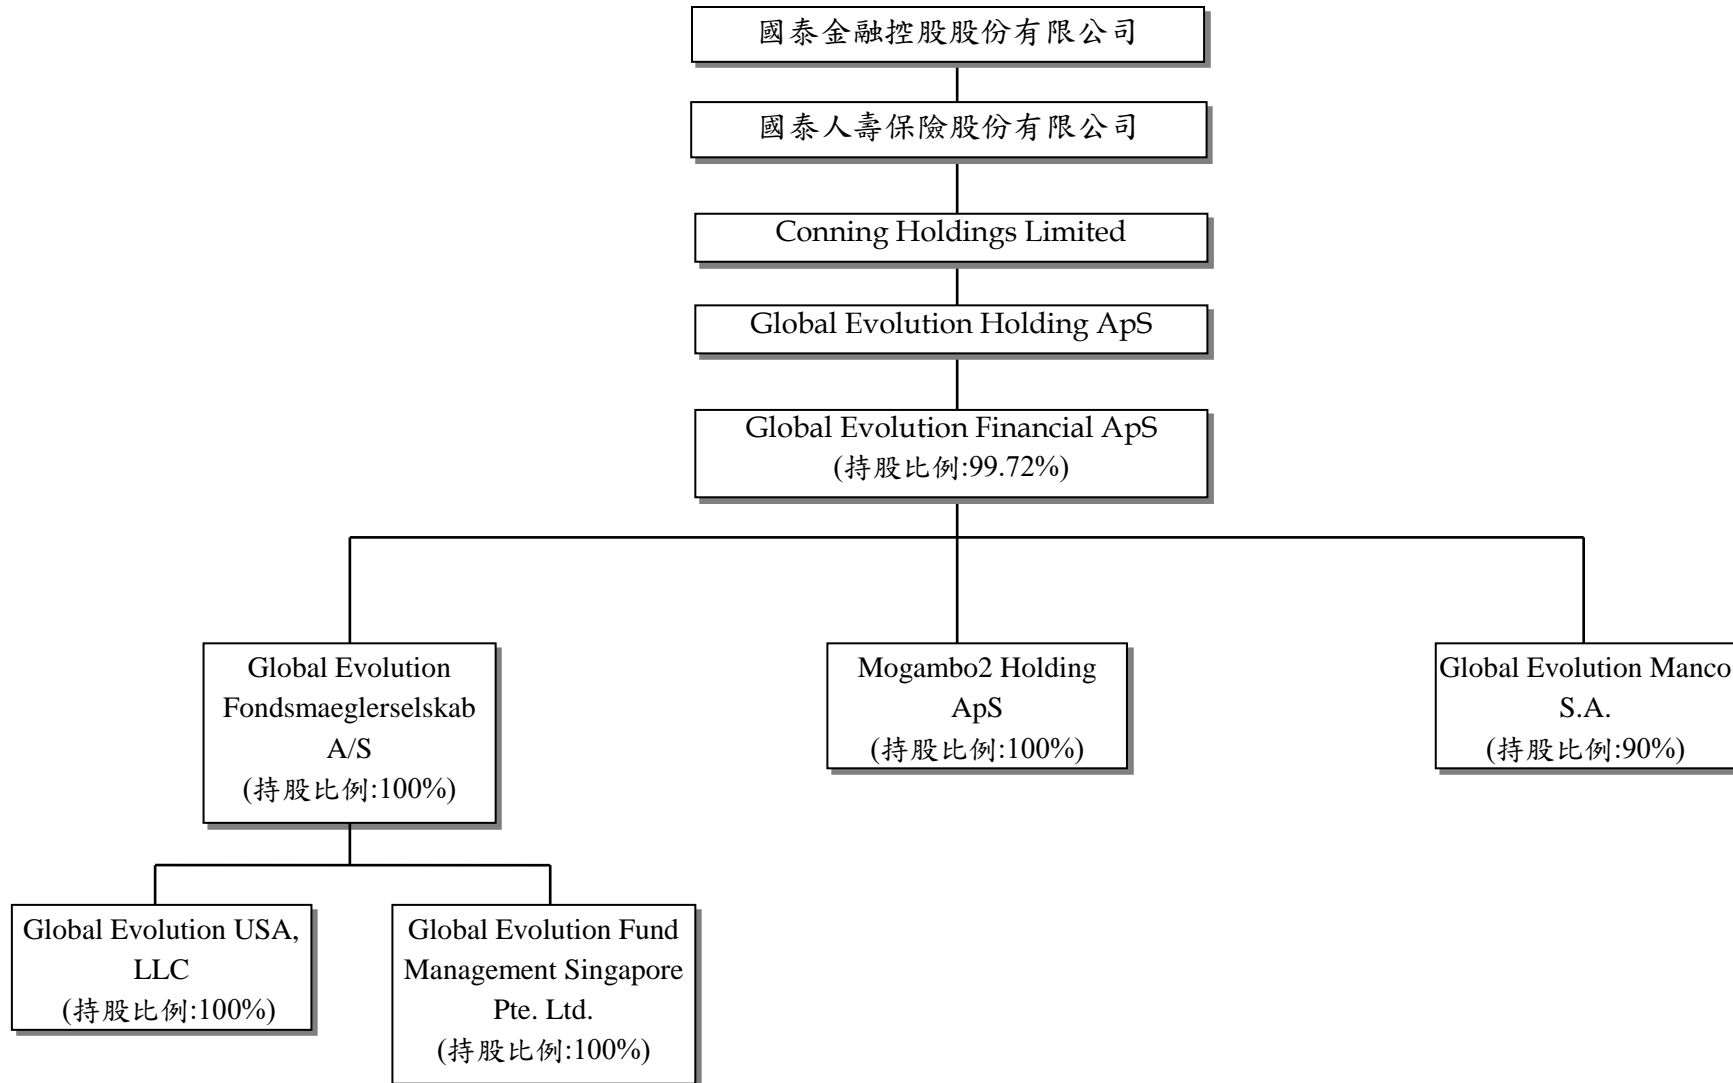 國泰金融控股股份有限公司
國泰人壽保險股份有限公司
Conning Holdings Limited
Global Evolution Holding ApS
Global Evolution Financial ApS
(持股比例:99.72%)
Global Evolution
Fondsmaeglerselskab
A/S
(持股比例:100%)
Mogambo2 Holding
ApS
(持股比例:100%)
Global Evolution Manco
S.A.
(持股比例:90%)
Global Evolution USA,
LLC
(持股比例:100%)
Global Evolution Fund
Management Singapore
Pte. Ltd.
(持股比例:100%)